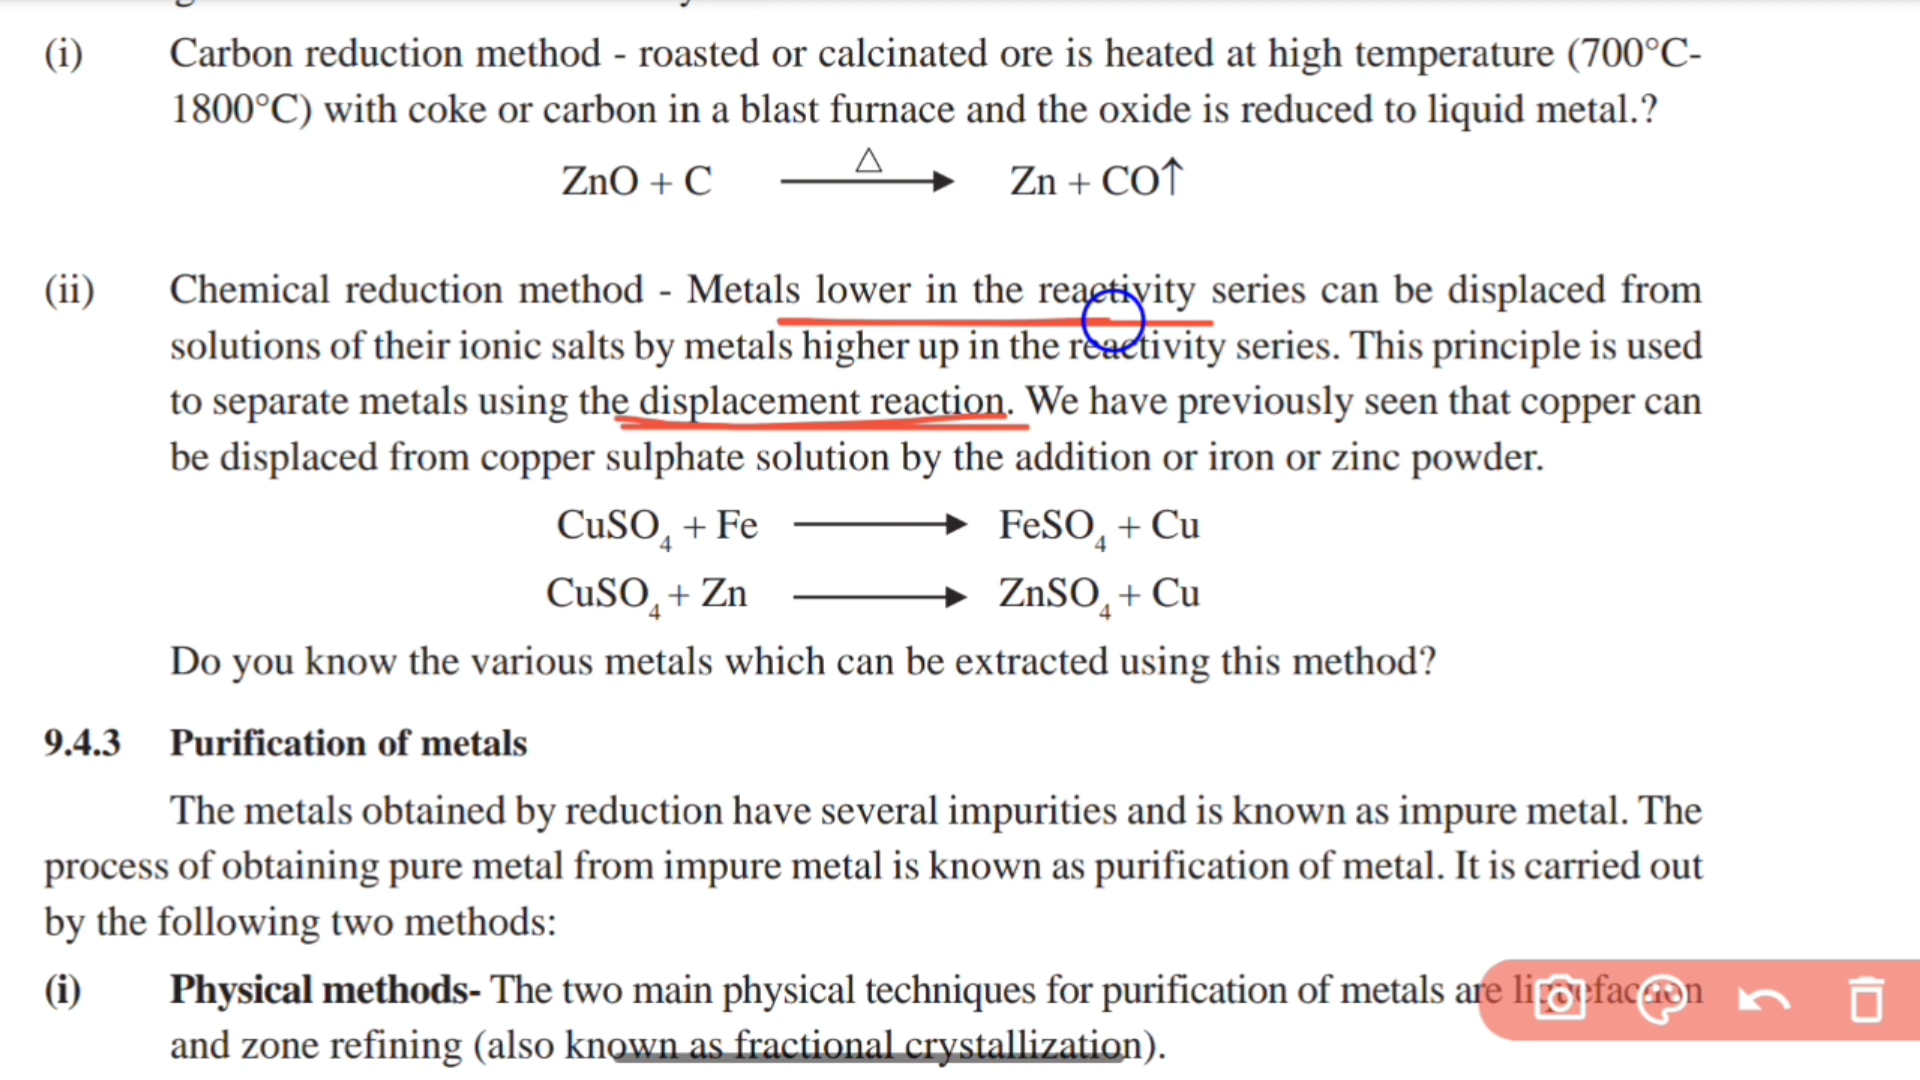 (i) Carbon reduction method - roasted or calcinated ore is heated at high temperature (700°C-
1800°C) with coke or carbon in a blast furnace and the oxide is reduced to liquid metal.?
ZnO + C △ → Zn + CO↑
(ii) Chemical reduction method - Metals lower in the reactivity series can be displaced from
solutions of their ionic salts by metals higher up in the reactivity series. This principle is used
to separate metals using the displacement reaction. We have previously seen that copper can
be displaced from copper sulphate solution by the addition or iron or zinc powder.
CuSO₄ + Fe → FeSO₄ + Cu
CuSO₄ + Zn → ZnSO₄ + Cu
Do you know the various metals which can be extracted using this method?
9.4.3 Purification of metals
The metals obtained by reduction have several impurities and is known as impure metal. The
process of obtaining pure metal from impure metal is known as purification of metal. It is carried out
by the following two methods:
(i) Physical methods- The two main physical techniques for purification of metals are
and zone refining (also known as fractional crystallization).